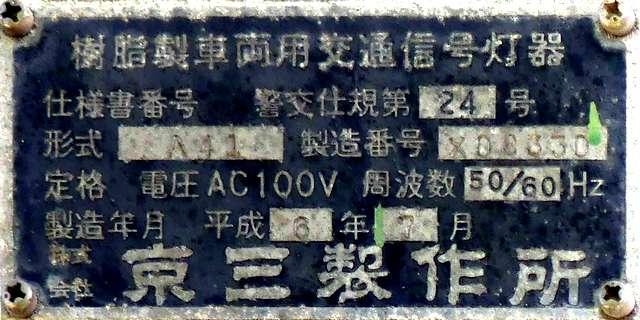 樹脂製車両用交通信号灯器
仕様書番号 警交仕規第 24 号
形式 A41 製造番号 X00330
定格 電圧AC100V 周波数 50/60 Hz
製造年月 平成 6 年 7 月
株式会社 京三製作所